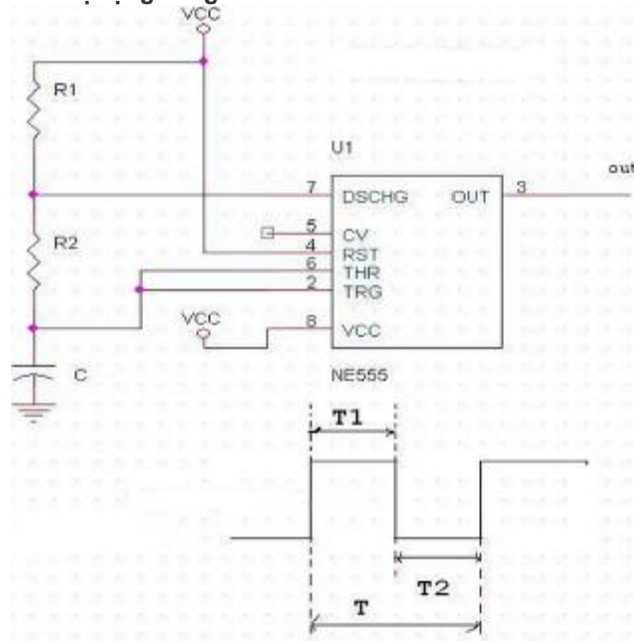 VCC
R1
U1
out
7 DSCHG OUT 3
5 CV
R2
4 RST
6 THR
2 TRG
VCC
8 VCC
C
NE555
T1
T2
T